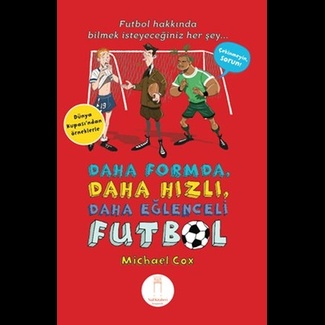 Futbol hakkında
bilmek isteyeceğiniz her şey...
Çekinmeyin,
sorun!
Dünya
Kupası'ndan
örneklerle
DAHA FORMDA,
DAHA HIZLI,
DAHA EĞLENCELİ
FUTBOL
Michael Cox